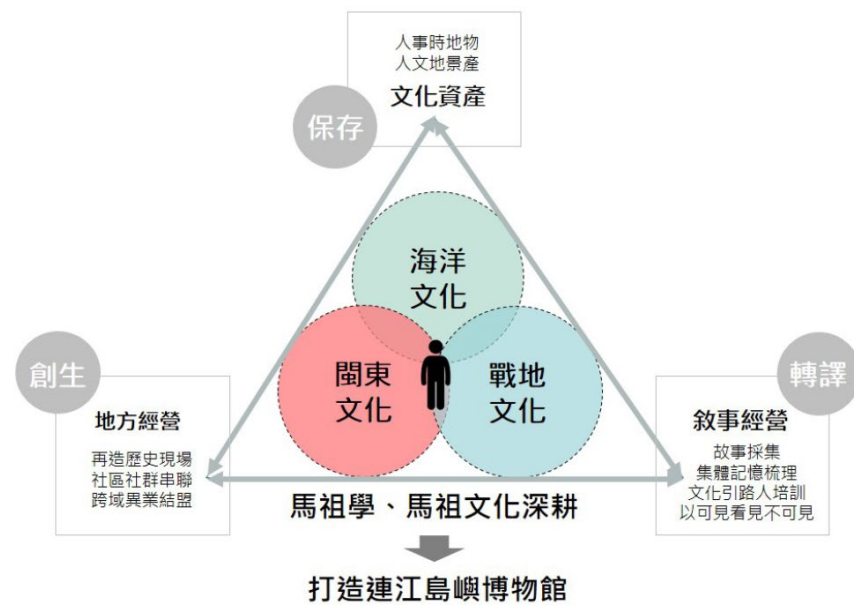 人事時地物
人文地景產
文化資產
保存
海洋
文化
閩東
文化
戰地
文化
創生
地方經營
再造歷史現場
社區社群串聯
跨域異業結盟
轉譯
敘事經營
故事採集
集體記憶梳理
文化引路人培訓
以可見看見不可見
馬祖學、馬祖文化深耕
打造連江島嶼博物館